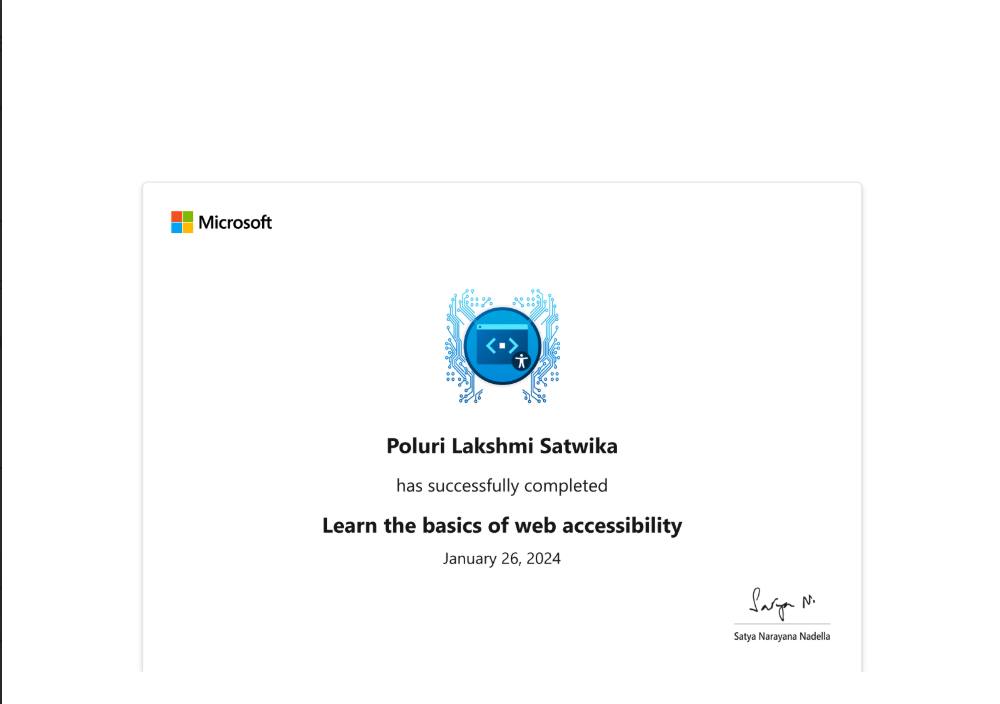 Microsoft
Poluri Lakshmi Satwika
has successfully completed
Learn the basics of web accessibility
January 26, 2024
Satya N.
Satya Narayana Nadella